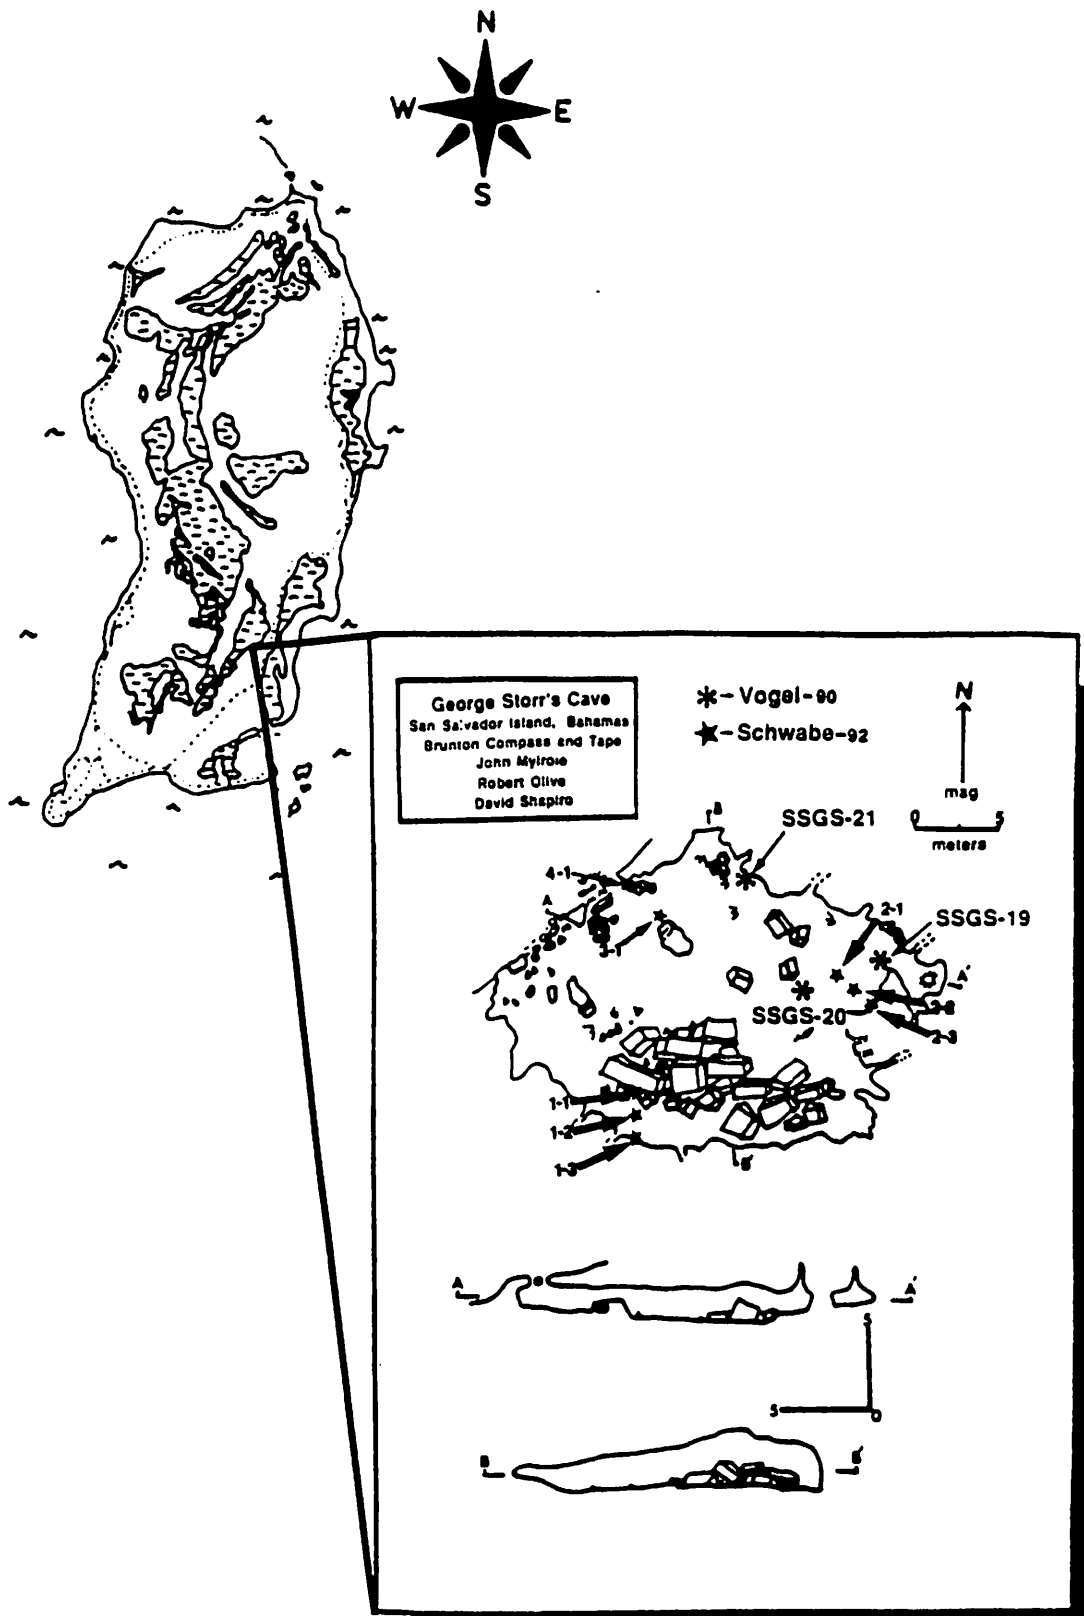 N
W E
S
George Storr's Cave
San Salvador Island, Bahamas
Brunton Compass and Tape
John Mylroie
Robert Olive
David Shapiro
- Vogel-90
- Schwabe-92
N
mag
0 5
meters
B
SSGS-21
4-1
A
2-1
SSGS-19
3-1
A'
SSGS-20
2-2
2-3
1-1
1-2
1-3
B'
A A'
5
5 0
B B'